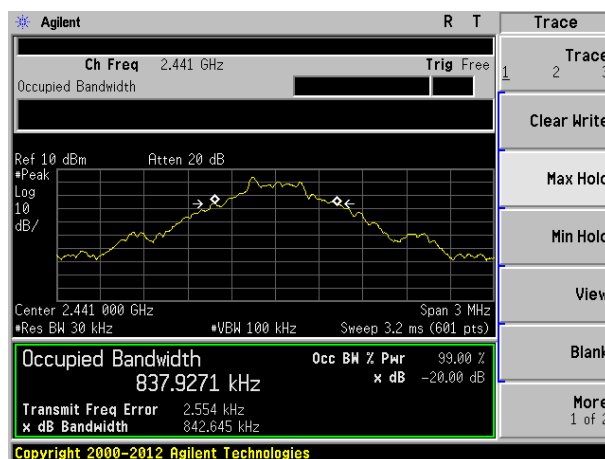 Agilent R T Trace
Ch Freq 2.441 GHz Trig Free
Occupied Bandwidth
Trace
1 2 3
Clear Write
Max Hold
Min Hold
View
Blank
More
1 of 2
Ref 10 dBm Atten 20 dB
#Peak
Log
10
dB/
Center 2.441 000 GHz Span 3 MHz
#Res BW 30 kHz #VBW 100 kHz Sweep 3.2 ms (601 pts)
Occupied Bandwidth Occ BW % Pwr 99.00 %
837.9271 kHz x dB -20.00 dB
Transmit Freq Error 2.554 kHz
x dB Bandwidth 842.645 kHz
Copyright 2000-2012 Agilent Technologies